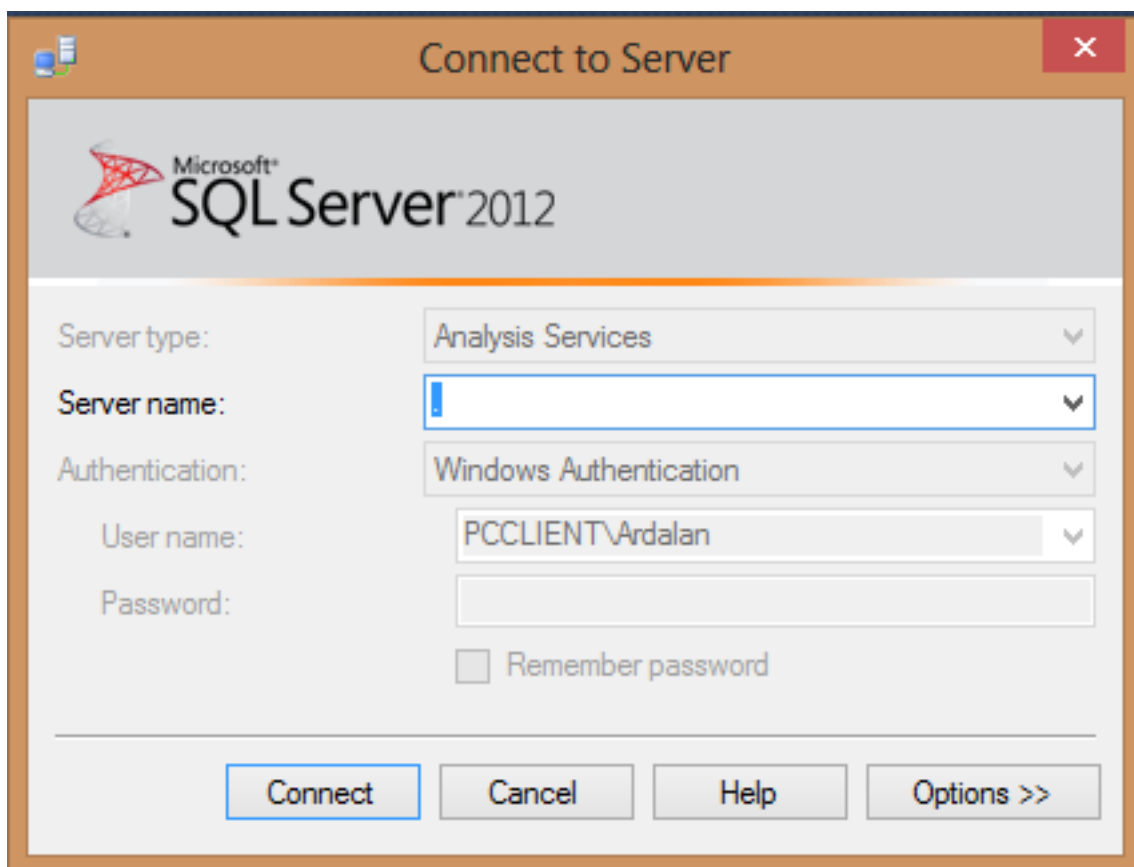 Connect to Server
Microsoft®
SQL Server® 2012
Server type: Analysis Services
Server name: .
Authentication: Windows Authentication
User name: PCCLIENT\Ardalan
Password:
Remember password
Connect Cancel Help Options >>